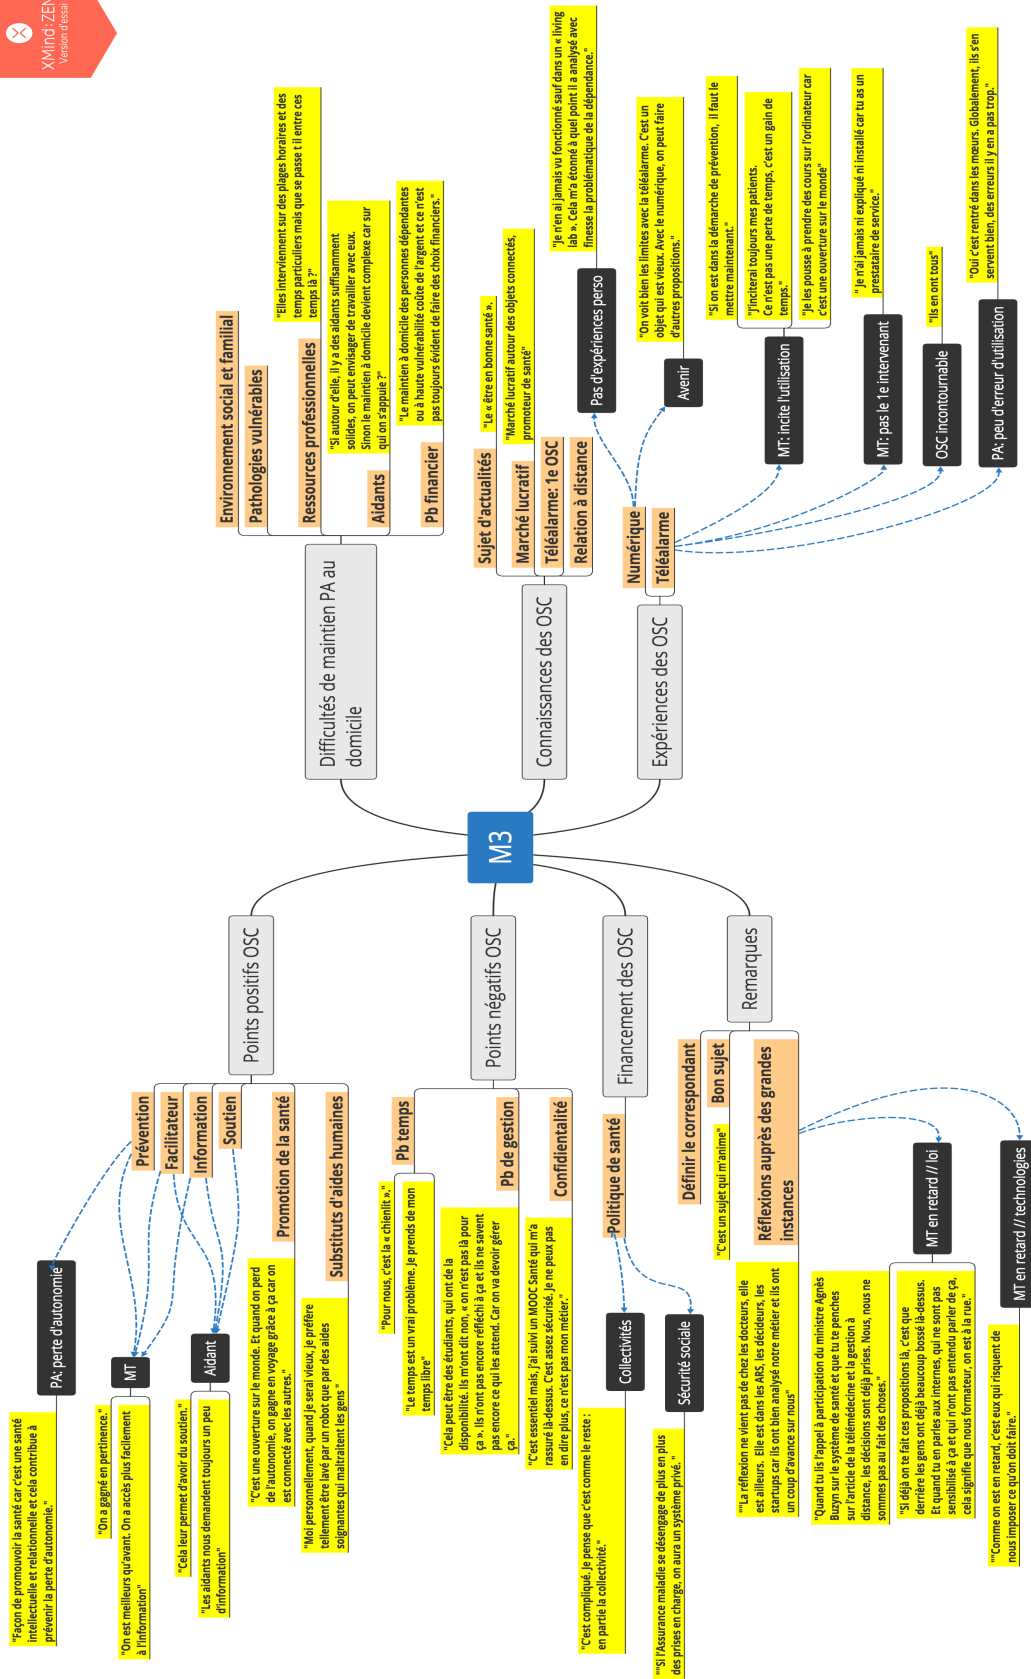 XMind:ZEN
Version d'essai
M3
Difficultés de maintien PA au
domicile
Environnement social et familial
Pathologies vulnérables
Ressources professionnelles
"Elles interviennent sur des plages horaires et des
temps particuliers mais que se passe t il entre ces
temps là ?"
Aidants
"Si autour d'elle, il y a des aidants suffisamment
solides, on peut envisager de travailler avec eux.
Sinon le maintien à domicile devient complexe car sur
qui on s'appuie ?"
Pb financier
"Le maintien à domicile des personnes dépendantes
ou à haute vulnérabilité coûte de l'argent et ce n'est
pas toujours évident de faire des choix financiers."
Connaissances des OSC
Sujet d'actualités
"Le « être en bonne santé ».
Marché lucratif
"Marché lucratif autour des objets connectés,
promoteur de santé"
Téléalarme: 1e OSC
Relation à distance
Expériences des OSC
Numérique
Pas d'expériences perso
"Je n'en ai jamais vu fonctionné sauf dans un « living
lab ». Cela m'a étonné à quel point il a analysé avec
finesse la problématique de la dépendance."
Avenir
"On voit bien les limites avec la téléalarme. C'est un
objet qui est vieux. Avec le numérique, on peut faire
d'autres propositions."
Téléalarme
MT: incite l'utilisation
"Si on est dans la démarche de prévention, il faut le
mettre maintenant."
"J'inciterai toujours mes patients.
Ce n'est pas une perte de temps, c'est un gain de
temps."
"Je les pousse à prendre des cours sur l'ordinateur car
c'est une ouverture sur le monde"
MT: pas le 1e intervenant
" Je n'ai jamais ni expliqué ni installé car tu as un
prestataire de service."
OSC incontournable
"Ils en ont tous"
PA: peu d'erreur d'utilisation
"Oui c'est rentré dans les mœurs. Globalement, ils s'en
servent bien, des erreurs il y en a pas trop."
Points positifs OSC
Prévention
Facilitateur
Information
Soutien
PA: perte d'autonomie
"Façon de promouvoir la santé car c'est une santé
intellectuelle et relationnelle et cela contribue à
prévenir la perte d'autonomie."
MT
"On a gagné en pertinence."
"On est meilleurs qu'avant. On a accès plus facilement
à l'information"
Aidant
"Cela leur permet d'avoir du soutien."
"Les aidants nous demandent toujours un peu
d'information"
Promotion de la santé
"C'est une ouverture sur le monde. Et quand on perd
de l'autonomie, on gagne en voyage grâce à ça car on
est connecté avec les autres."
Substituts d'aides humaines
"Moi personnellement, quand je serai vieux, je préfère
tellement être lavé par un robot que par des aides
soignantes qui maltraitent les gens"
Points négatifs OSC
Pb temps
"Pour nous, c'est la « chienlit »."
"Le temps est un vrai problème. Je prends de mon
temps libre"
Pb de gestion
"Cela peut être des étudiants, qui ont de la
disponibilité. Ils m'ont dit non, « on n'est pas là pour
ça ». Ils n'ont pas encore réfléchi à ça et ils ne savent
pas encore ce qui les attend. Car on va devoir gérer
ça."
Confidientalité
"C'est essentiel mais, j'ai suivi un MOOC Santé qui m'a
rassuré là-dessus. C'est assez sécurisé. Je ne peux pas
en dire plus, ce n'est pas mon métier."
Financement des OSC
Politique de santé
Collectivités
"C'est compliqué. Je pense que c'est comme le reste :
en partie la collectivité."
Sécurité sociale
""Si l'Assurance maladie se désengage de plus en plus
des prises en charge, on aura un système privé."
Remarques
Définir le correspondant
Bon sujet
"C'est un sujet qui m'anime"
Réflexions auprès des grandes
instances
""La réflexion ne vient pas de chez les docteurs, elle
est ailleurs. Elle est dans les ARS, les décideurs, les
startups car ils ont bien analysé notre métier et ils ont
un coup d'avance sur nous"
MT en retard // loi
"Quand tu lis l'appel à participation du ministre Agnès
Buzyn sur le système de santé et que tu te penches
sur l'article de la télémédecine et la gestion à
distance, les décisions sont déjà prises. Nous, nous ne
sommes pas au fait des choses."
"Si déjà on te fait ces propositions là, c'est que
derrière les gens ont déjà beaucoup bossé là-dessus.
Et quand tu en parles aux internes, qui ne sont pas
sensibilisé à ça et qui n'ont pas entendu parler de ça,
cela signifie que nous formateur, on est à la rue."
MT en retard // technologies
""Comme on est en retard, c'est eux qui risquent de
nous imposer ce qu'on doit faire."